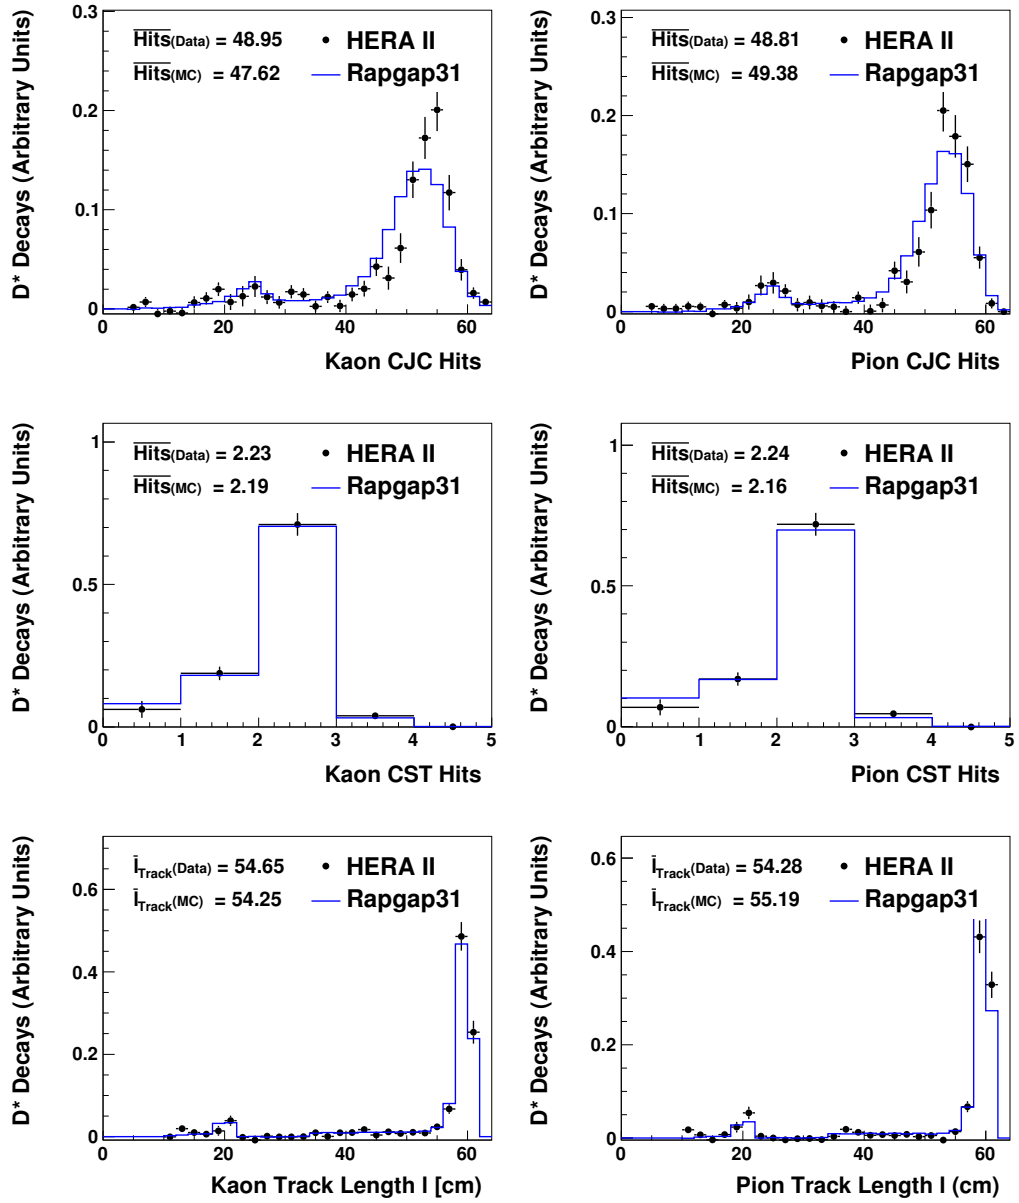 D* Decays (Arbitrary Units)
0.3
0.2
0.1
0
Hits(Data) = 48.95
HERA II
Hits(MC) = 47.62
Rapgap31
0 20 40 60
Kaon CJC Hits
D* Decays (Arbitrary Units)
0.3
0.2
0.1
0
Hits(Data) = 48.81
HERA II
Hits(MC) = 49.38
Rapgap31
0 20 40 60
Pion CJC Hits
D* Decays (Arbitrary Units)
1
0.5
0
Hits(Data) = 2.23
HERA II
Hits(MC) = 2.19
Rapgap31
0 1 2 3 4 5
Kaon CST Hits
D* Decays (Arbitrary Units)
1
0.5
0
Hits(Data) = 2.24
HERA II
Hits(MC) = 2.16
Rapgap31
0 1 2 3 4 5
Pion CST Hits
D* Decays (Arbitrary Units)
0.6
0.4
0.2
0
l̄Track(Data) = 54.65
HERA II
l̄Track(MC) = 54.25
Rapgap31
0 20 40 60
Kaon Track Length l [cm]
D* Decays (Arbitrary Units)
0.6
0.4
0.2
0
l̄Track(Data) = 54.28
HERA II
l̄Track(MC) = 55.19
Rapgap31
0 20 40 60
Pion Track Length l (cm)